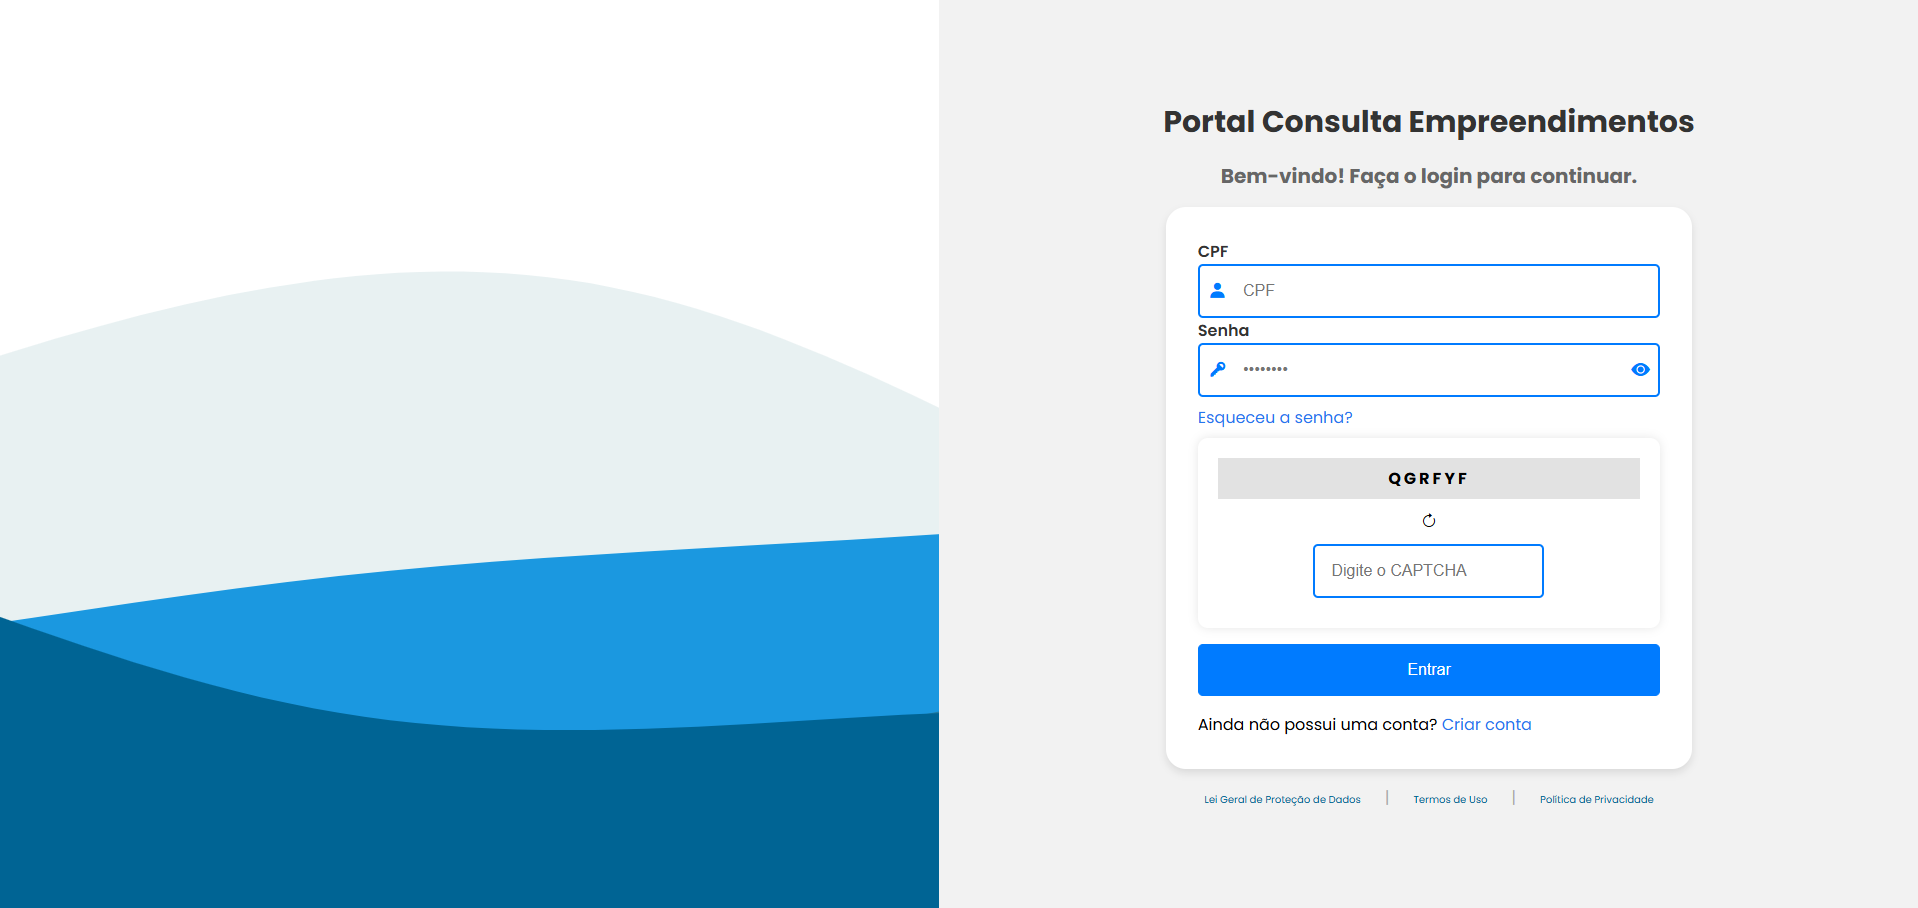 Portal Consulta Empreendimentos
Bem-vindo! Faça o login para continuar.
CPF
CPF
Senha
••••••••
Esqueceu a senha?
QGRFYF
Digite o CAPTCHA
Entrar
Ainda não possui uma conta? Criar conta
Lei Geral de Proteção de Dados | Termos de Uso | Política de Privacidade